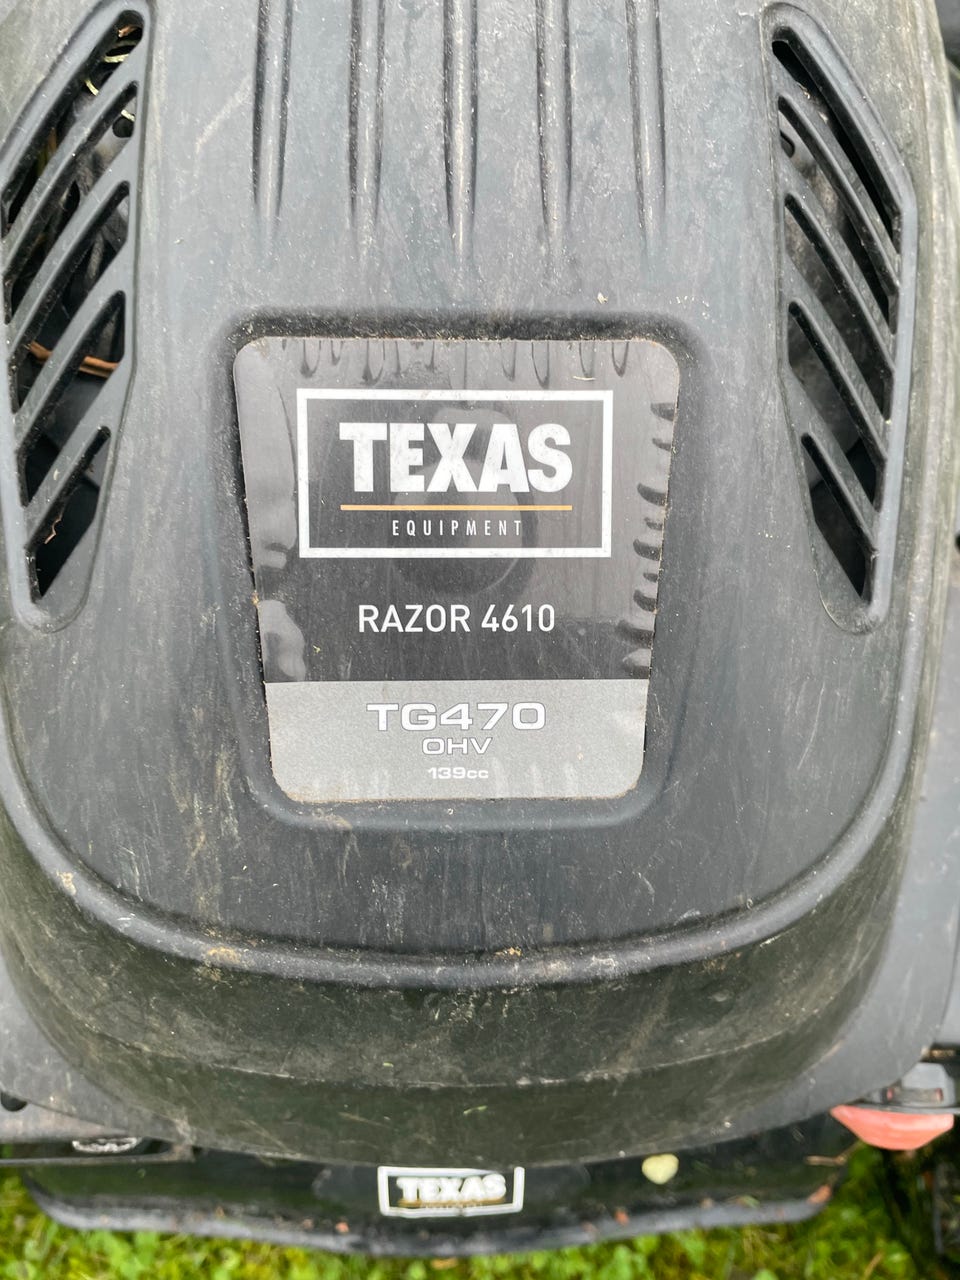 TEXAS
EQUIPMENT
RAZOR 4610
TG470
OHV
139cc
TEXAS